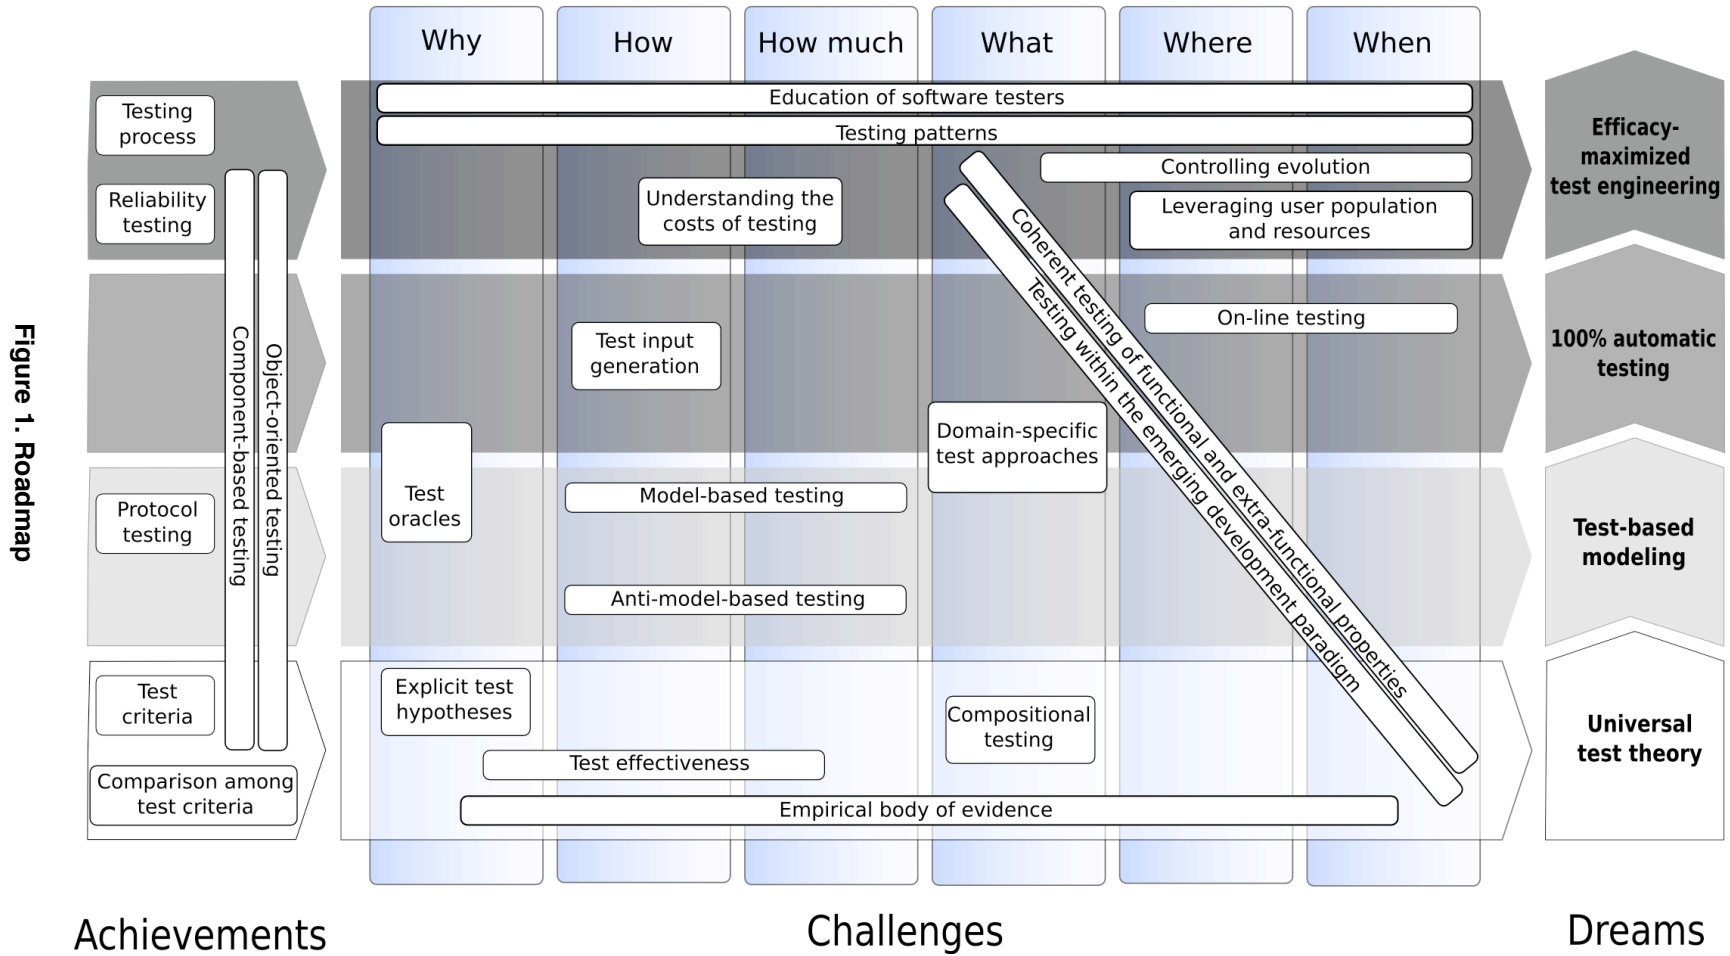 Why
How
How much
What
Where
When
Testing
process
Reliability
testing
Component-based testing
Object-oriented testing
Protocol
testing
Test
criteria
Comparison among
test criteria
Education of software testers
Testing patterns
Controlling evolution
Understanding the
costs of testing
Leveraging user population
and resources
Coherent testing of functional and extra-functional properties
Testing within the emerging development paradigm
On-line testing
Test input
generation
Domain-specific
test approaches
Test
oracles
Model-based testing
Anti-model-based testing
Explicit test
hypotheses
Compositional
testing
Test effectiveness
Empirical body of evidence
Efficacy-
maximized
test engineering
100% automatic
testing
Test-based
modeling
Universal
test theory
Achievements
Challenges
Dreams
Figure 1. Roadmap